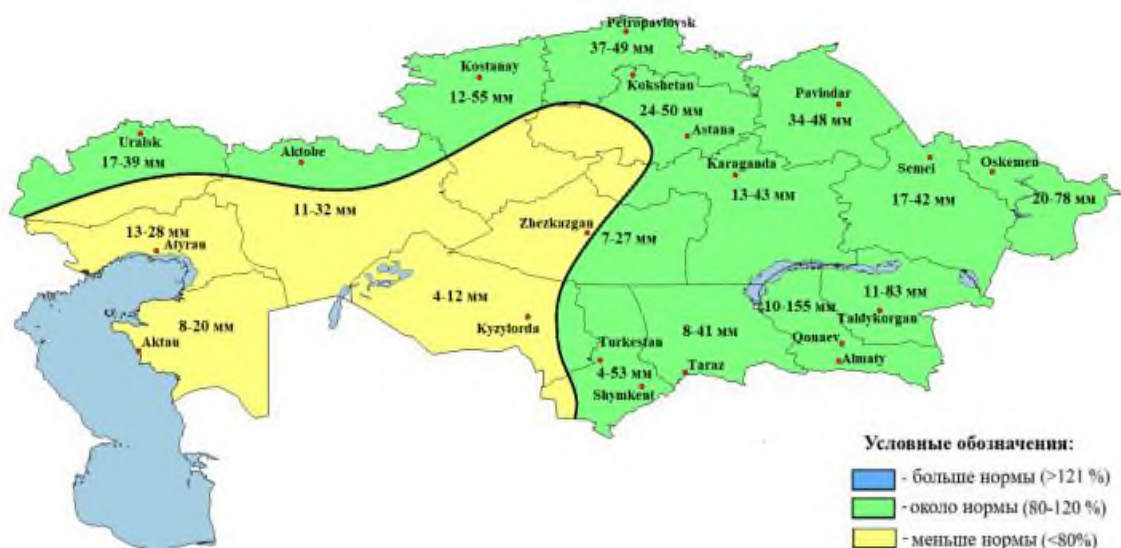 Petropavlovsk
37-49 мм
Kostanay
12-55 мм
Kokshetau
24-50 мм
Astana
Pavlodar
34-48 мм
Uralsk
17-39 мм
Aktobe
11-32 мм
Karaganda
13-43 мм
Semei
17-42 мм
Oskemen
20-78 мм
13-28 мм
Atyrau
Zhezkazgan
7-27 мм
4-12 мм
Kyzylorda
8-20 мм
Aktau
10-155 мм
11-83 мм
Taldykorgan
8-41 мм
Qonaev
Almaty
Turkestan
4-53 мм
Shymkent
Taraz
Условные обозначения:
- больше нормы (>121 %)
- около нормы (80-120 %)
- меньше нормы (<80%)